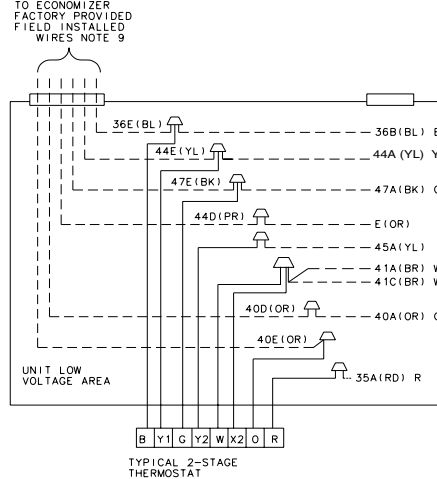 TO ECONOMIZER
FACTORY PROVIDED
FIELD INSTALLED
WIRES NOTE 9
36E(BL)
36B(BL)
44E(YL)
44A (YL) Y
47E(BK)
47A(BK)
44D(PR)
E(OR)
45A(YL)
41A(BR) W
41C(BR) W
40D(OR)
40A(OR)
40E(OR)
UNIT LOW
VOLTAGE AREA
35A(RD) R
B Y1 G Y2 W X2 O R
TYPICAL 2-STAGE
THERMOSTAT